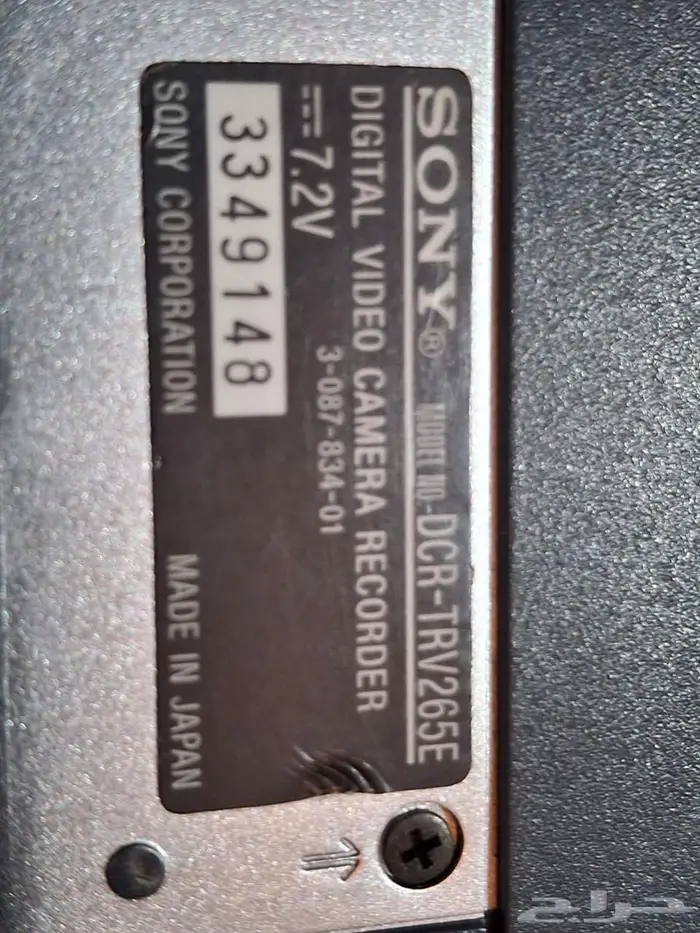 SONY® MODEL NO. DCR-TRV265E
DIGITAL VIDEO CAMERA RECORDER
⎓ 7.2V 3-087-834-01
3349148
SONY CORPORATION MADE IN JAPAN
حراج